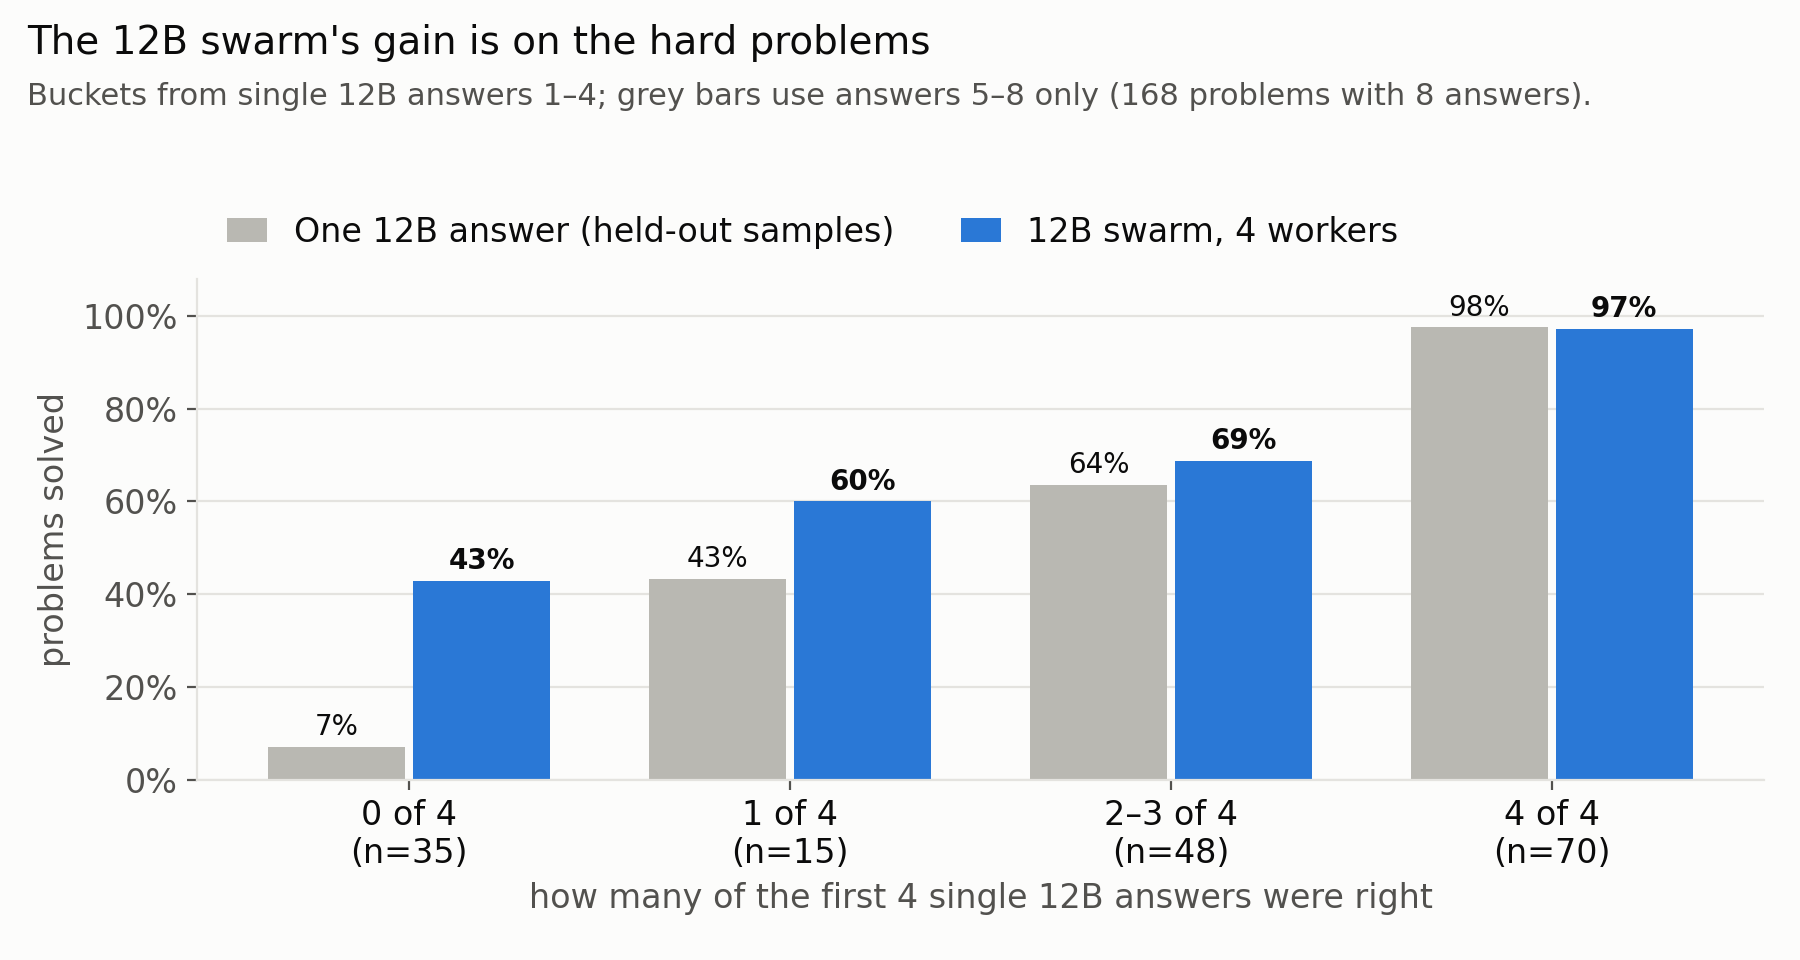 The 12B swarm's gain is on the hard problems
Buckets from single 12B answers 1–4; grey bars use answers 5–8 only (168 problems with 8 answers).
One 12B answer (held-out samples)
12B swarm, 4 workers
problems solved
100%
80%
60%
40%
20%
0%
7%
43%
43%
60%
64%
69%
98%
97%
0 of 4
(n=35)
1 of 4
(n=15)
2–3 of 4
(n=48)
4 of 4
(n=70)
how many of the first 4 single 12B answers were right